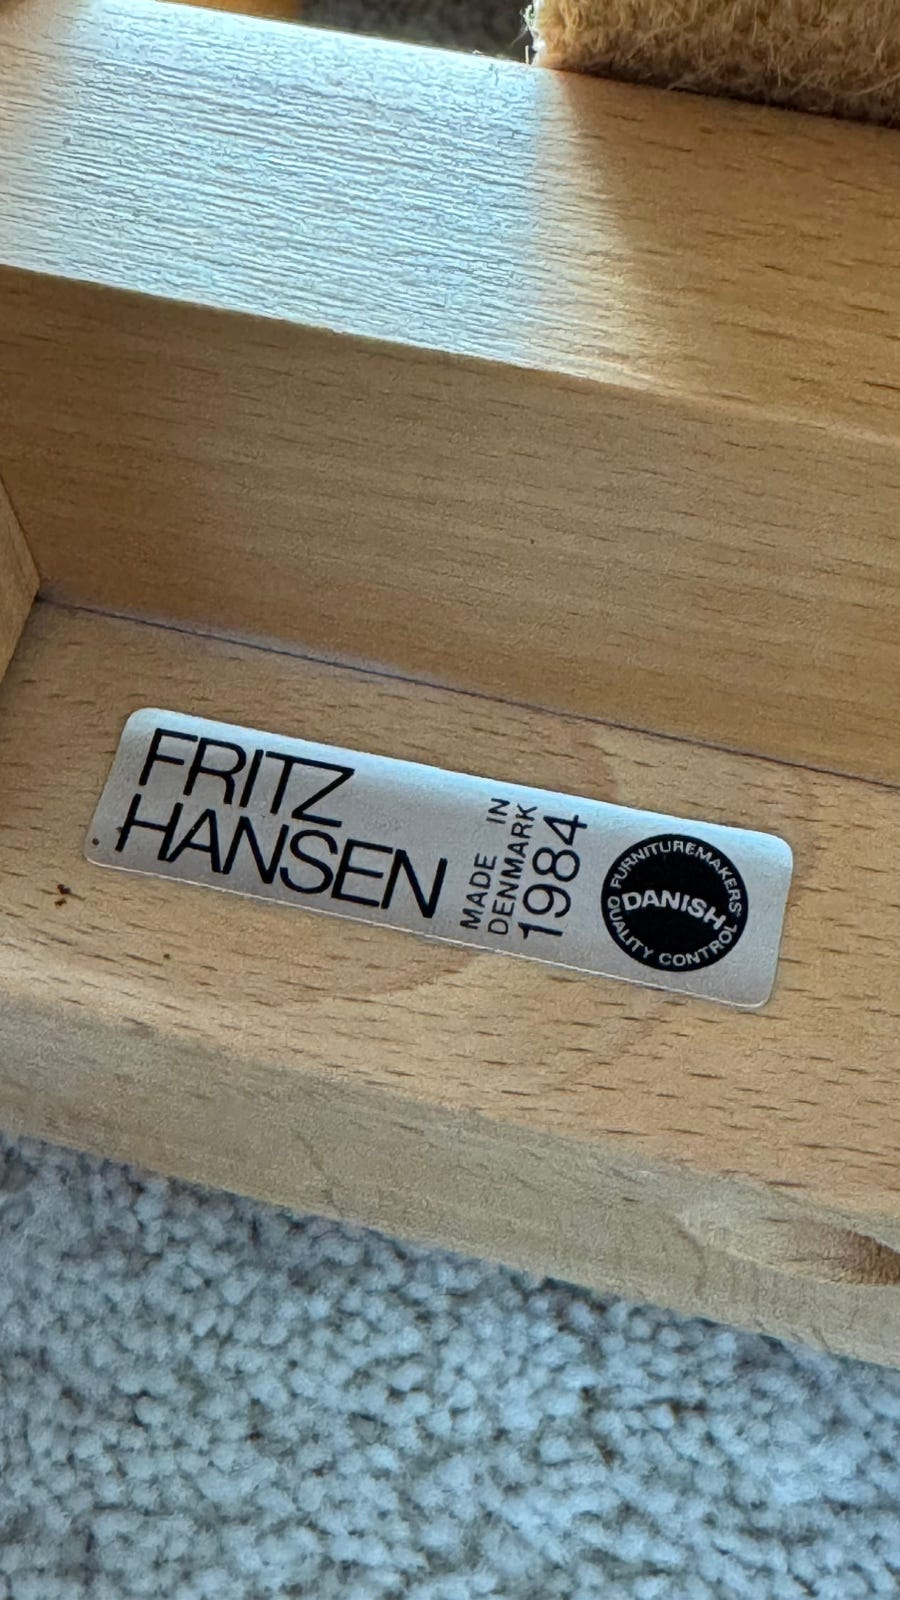 FRITZ
HANSEN
MADE IN
DENMARK
1984
FURNITUREMAKERS'
DANISH
QUALITY CONTROL